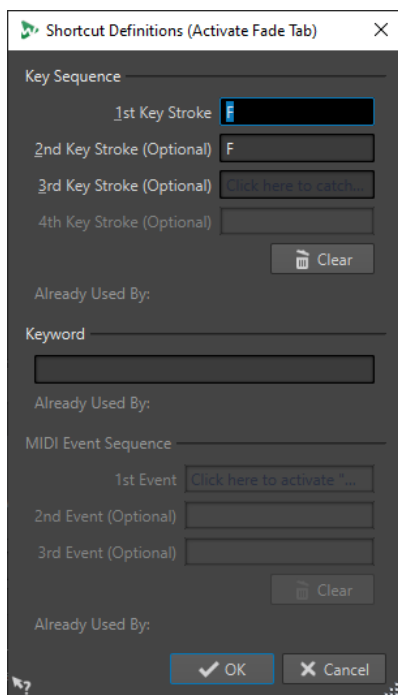 Shortcut Definitions (Activate Fade Tab)
Key Sequence
1st Key Stroke F
2nd Key Stroke (Optional) F
3rd Key Stroke (Optional) Click here to catch...
4th Key Stroke (Optional)
Clear
Already Used By:
Keyword
Already Used By:
MIDI Event Sequence
1st Event Click here to activate "...
2nd Event (Optional)
3rd Event (Optional)
Clear
Already Used By:
OK Cancel
?